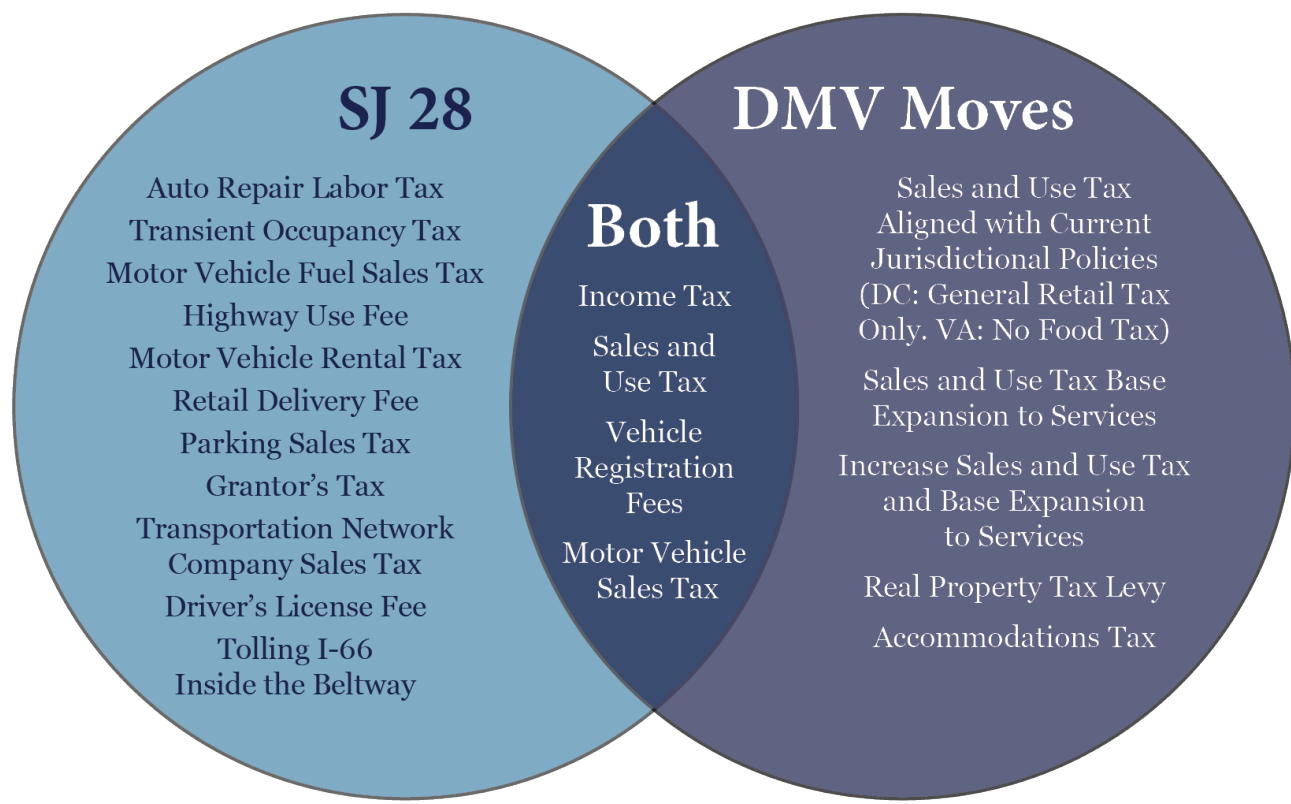 SJ 28
Auto Repair Labor Tax
Transient Occupancy Tax
Motor Vehicle Fuel Sales Tax
Highway Use Fee
Motor Vehicle Rental Tax
Retail Delivery Fee
Parking Sales Tax
Grantor’s Tax
Transportation Network
Company Sales Tax
Driver’s License Fee
Tolling I-66
Inside the Beltway
Both
Income Tax
Sales and
Use Tax
Vehicle
Registration
Fees
Motor Vehicle
Sales Tax
DMV Moves
Sales and Use Tax
Aligned with Current
Jurisdictional Policies
(DC: General Retail Tax
Only. VA: No Food Tax)
Sales and Use Tax Base
Expansion to Services
Increase Sales and Use Tax
and Base Expansion
to Services
Real Property Tax Levy
Accommodations Tax